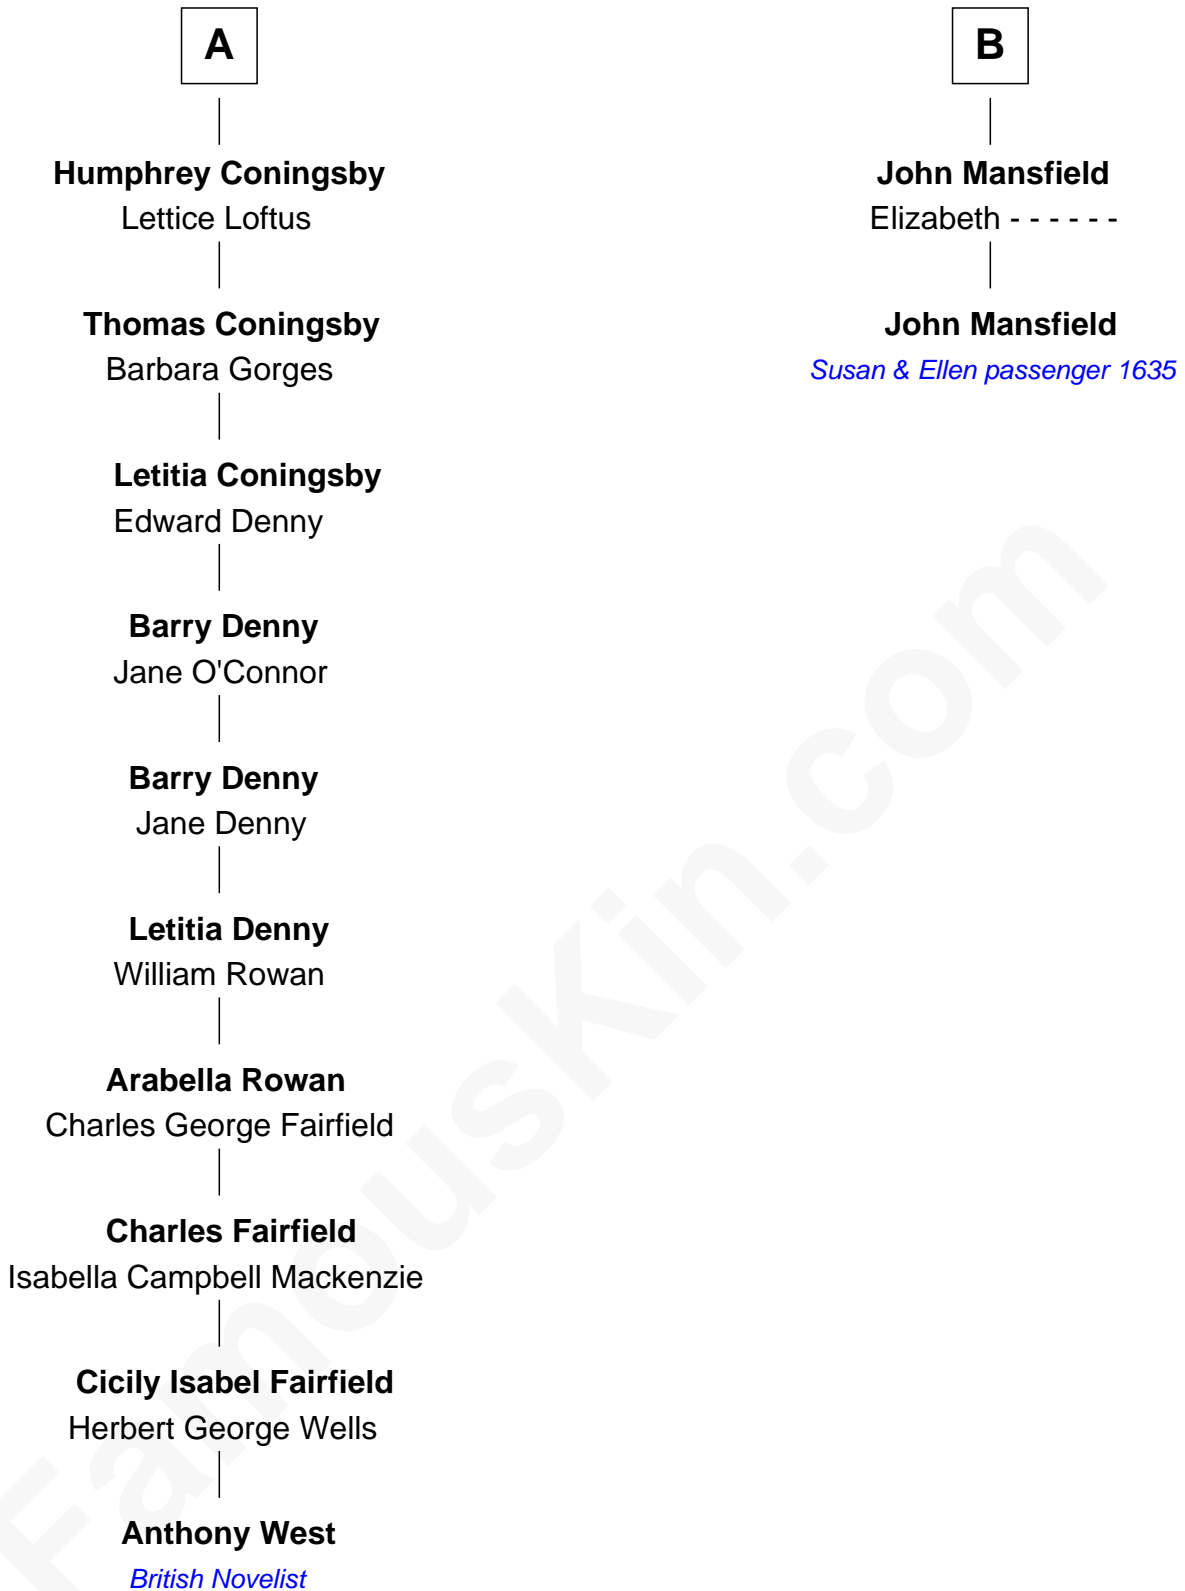 A
Humphrey Coningsby
Lettice Loftus
Thomas Coningsby
Barbara Gorges
Letitia Coningsby
Edward Denny
Barry Denny
Jane O'Connor
Barry Denny
Jane Denny
Letitia Denny
William Rowan
Arabella Rowan
Charles George Fairfield
Charles Fairfield
Isabella Campbell Mackenzie
Cicily Isabel Fairfield
Herbert George Wells
Anthony West
British Novelist
B
John Mansfield
Elizabeth - - - - - -
John Mansfield
Susan & Ellen passenger 1635
FamousKin.com